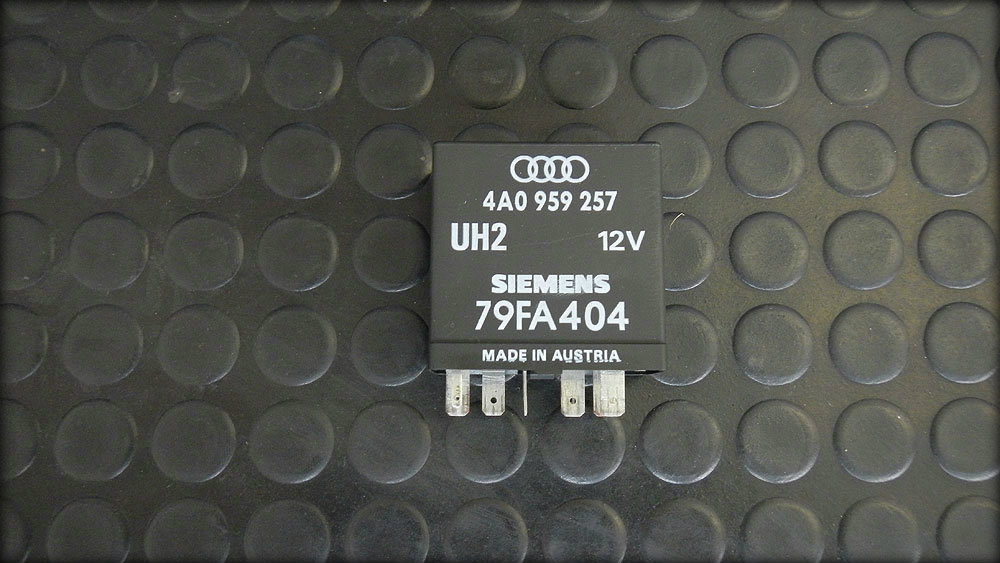 4A0 959 257
UH2 12V
SIEMENS
79FA404
MADE IN AUSTRIA